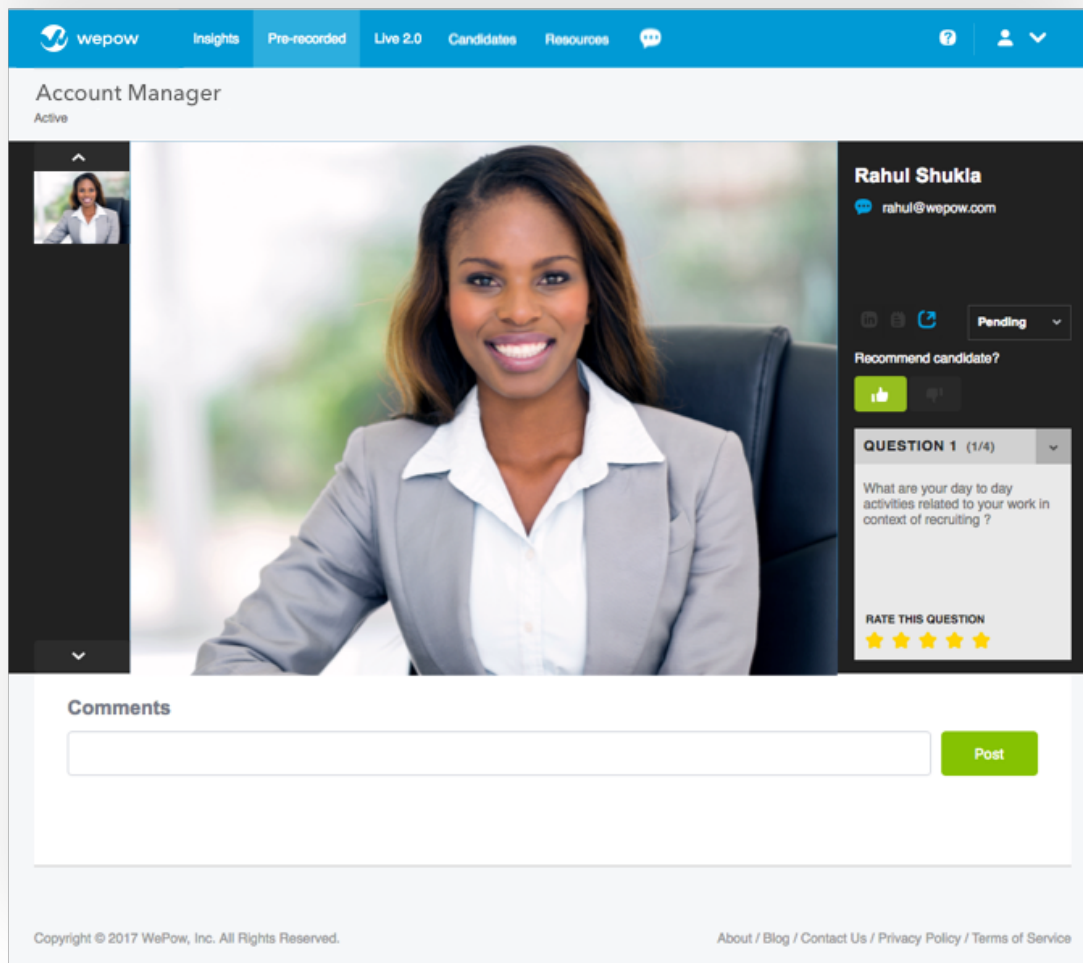 wepow
Insights
Pre-recorded
Live 2.0
Candidates
Resources
?
Account Manager
Active
Rahul Shukla
rahul@wepow.com
in
Pending
Recommend candidate?
QUESTION 1 (1/4)
What are your day to day
activities related to your work in
context of recruiting ?
RATE THIS QUESTION
Comments
Post
Copyright © 2017 WePow, Inc. All Rights Reserved.
About / Blog / Contact Us / Privacy Policy / Terms of Service